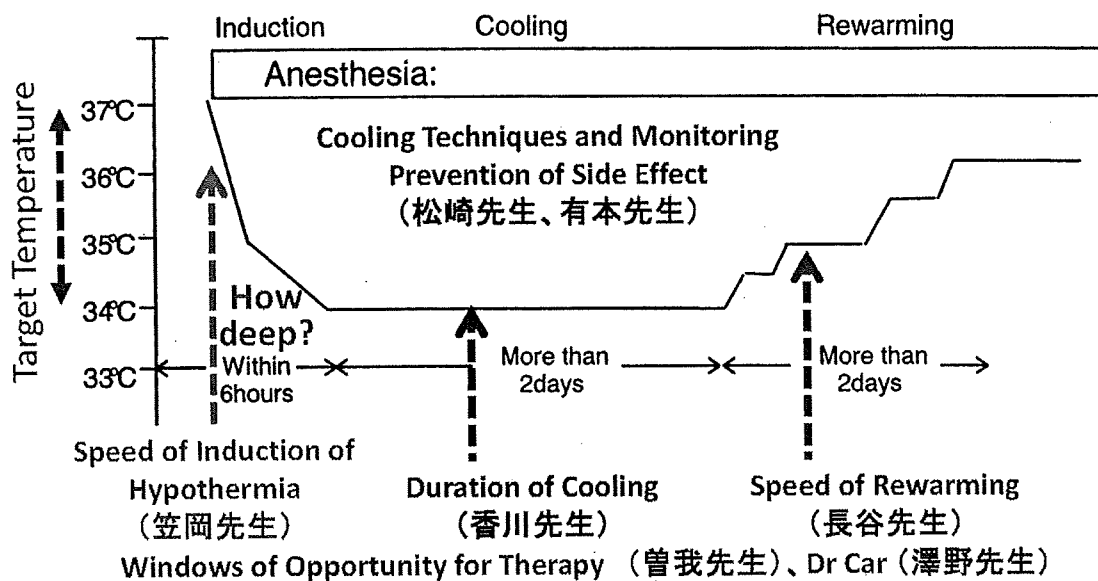 Induction Cooling Rewarming
Anesthesia:
Target Temperature
37℃
36℃
35℃
34℃
33℃
Cooling Techniques and Monitoring
Prevention of Side Effect
（松崎先生、有本先生）
How
deep?
Within
6hours
More than
2days
More than
2days
Speed of Induction of
Hypothermia
（笠岡先生）
Duration of Cooling
（香川先生）
Speed of Rewarming
（長谷先生）
Windows of Opportunity for Therapy （曽我先生）、Dr Car（澤野先生）